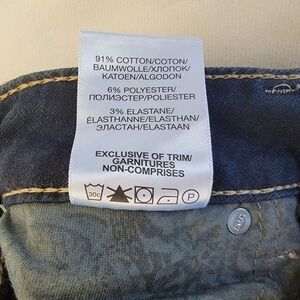 91% COTTON/COTON/
BAUMWOLLE/ХЛОПОК/
KATOEN/ALGODON
6% POLYESTER/
ПОЛИЭСТЕР/POLIESTER
3% ELASTANE/
ÉLASTHANNE/ELASTHAN/
ЭЛАСТАН/ELASTAAN
EXCLUSIVE OF TRIM/
GARNITURES
NON-COMPRISES
30c
P